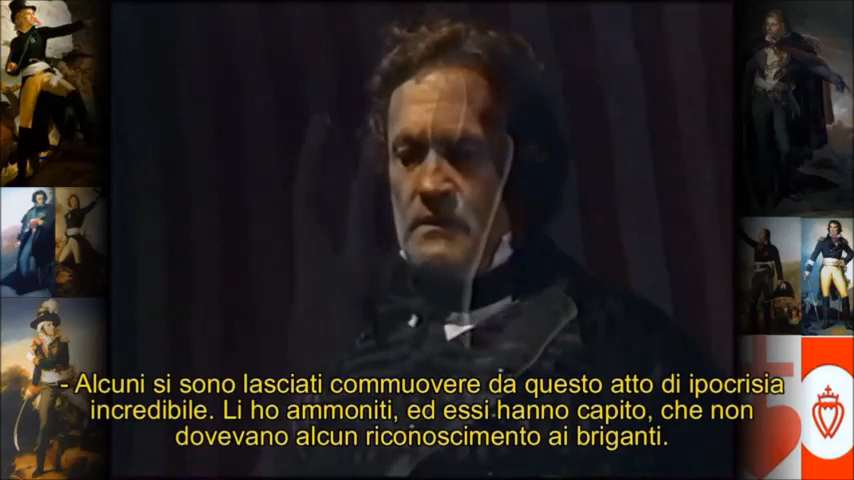 - Alcuni si sono lasciati commuovere da questo atto di ipocrisia
incredibile. Li ho ammoniti, ed essi hanno capito, che non
dovevano alcun riconoscimento ai briganti.